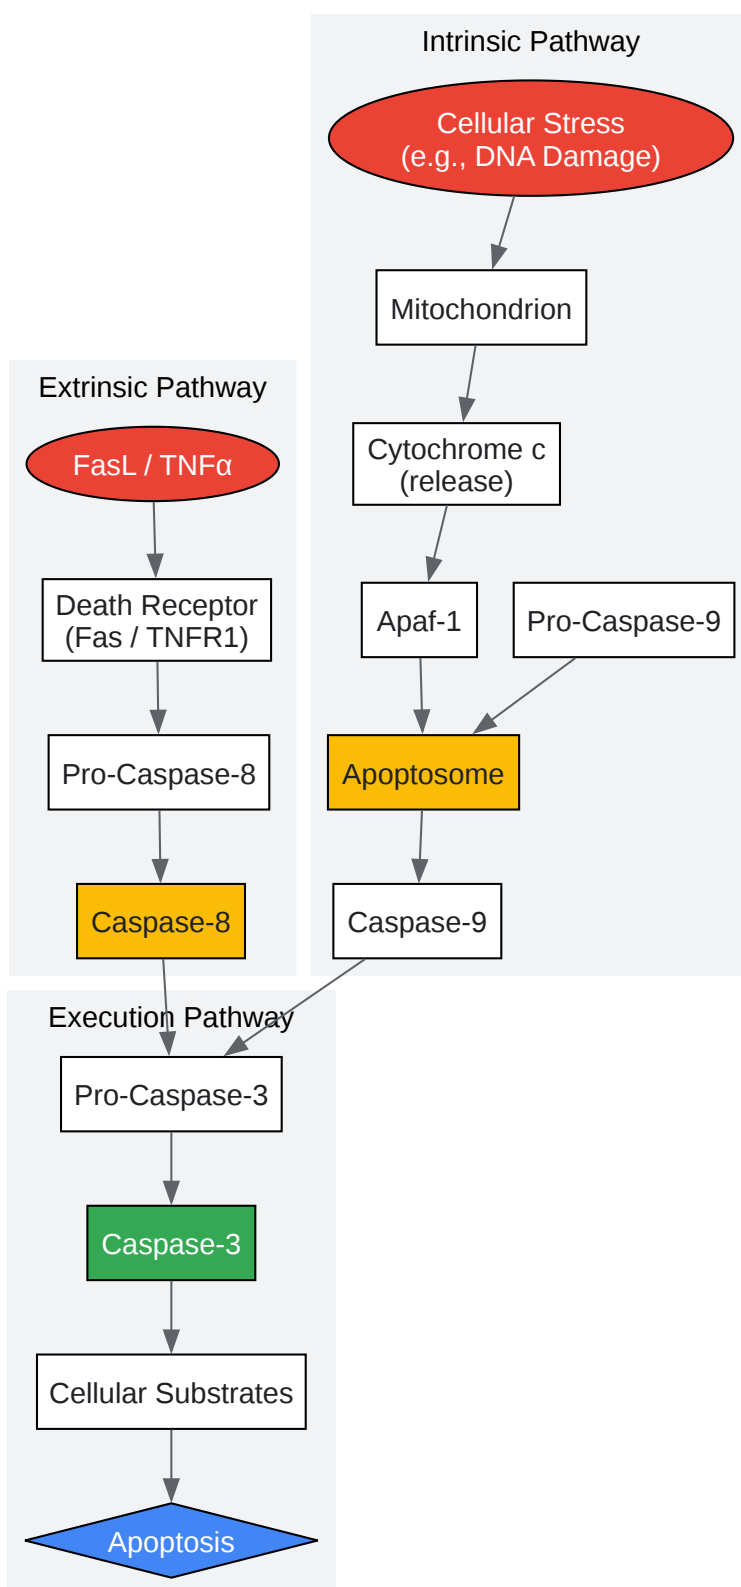 Intrinsic Pathway
Cellular Stress
(e.g., DNA Damage)
Mitochondrion
Cytochrome c
(release)
Apaf-1
Pro-Caspase-9
Apoptosome
Caspase-9
Extrinsic Pathway
FasL / TNFα
Death Receptor
(Fas / TNFR1)
Pro-Caspase-8
Caspase-8
Execution Pathway
Pro-Caspase-3
Caspase-3
Cellular Substrates
Apoptosis